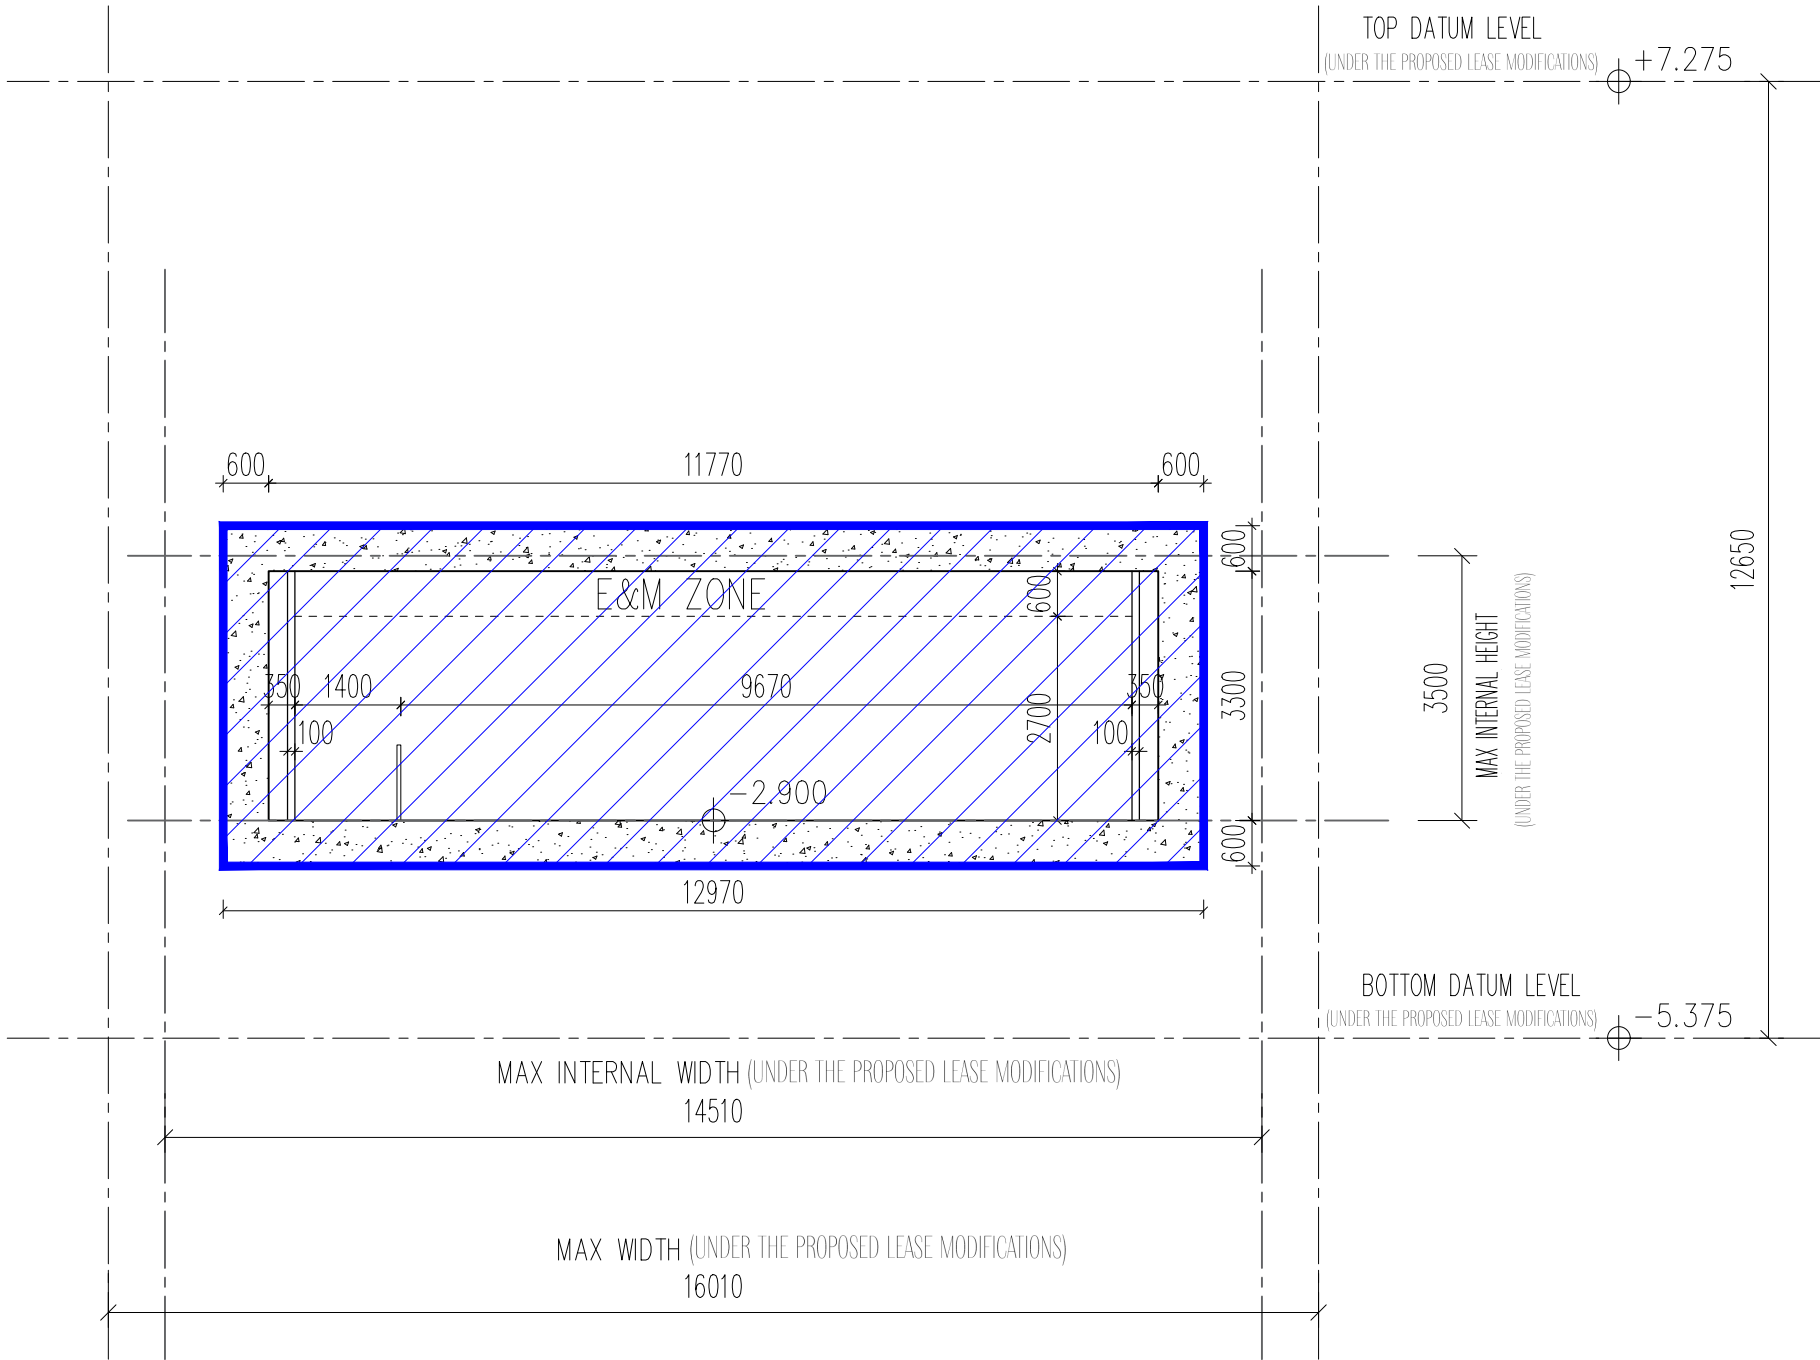 TOP DATUM LEVEL
(UNDER THE PROPOSED LEASE MODIFICATIONS)
+7.275
600
11770
600
600
12650
E&M ZONE
600
350
1400
9670
350
3300
3500
MAX INTERNAL HEIGHT
(UNDER THE PROPOSED LEASE MODIFICATIONS)
100
2700
100
-2.900
600
12970
BOTTOM DATUM LEVEL
(UNDER THE PROPOSED LEASE MODIFICATIONS)
-5.375
MAX INTERNAL WIDTH (UNDER THE PROPOSED LEASE MODIFICATIONS)
14510
MAX WIDTH (UNDER THE PROPOSED LEASE MODIFICATIONS)
16010